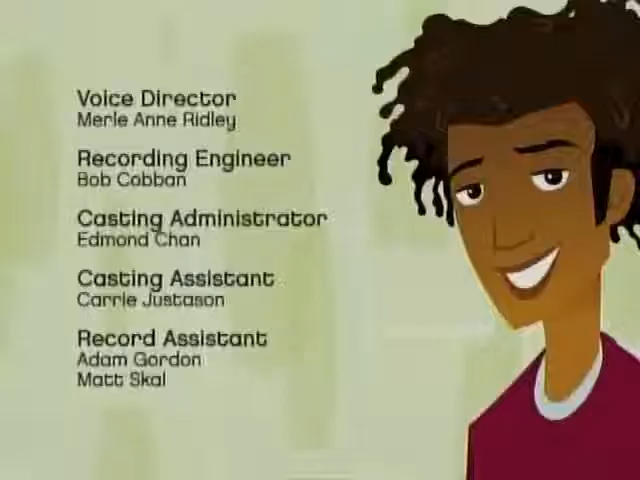 Voice Director
Merle Anne Ridley
Recording Engineer
Bob Cobban
Casting Administrator
Edmond Chan
Casting Assistant
Carrie Justason
Record Assistant
Adam Gordon
Matt Skal